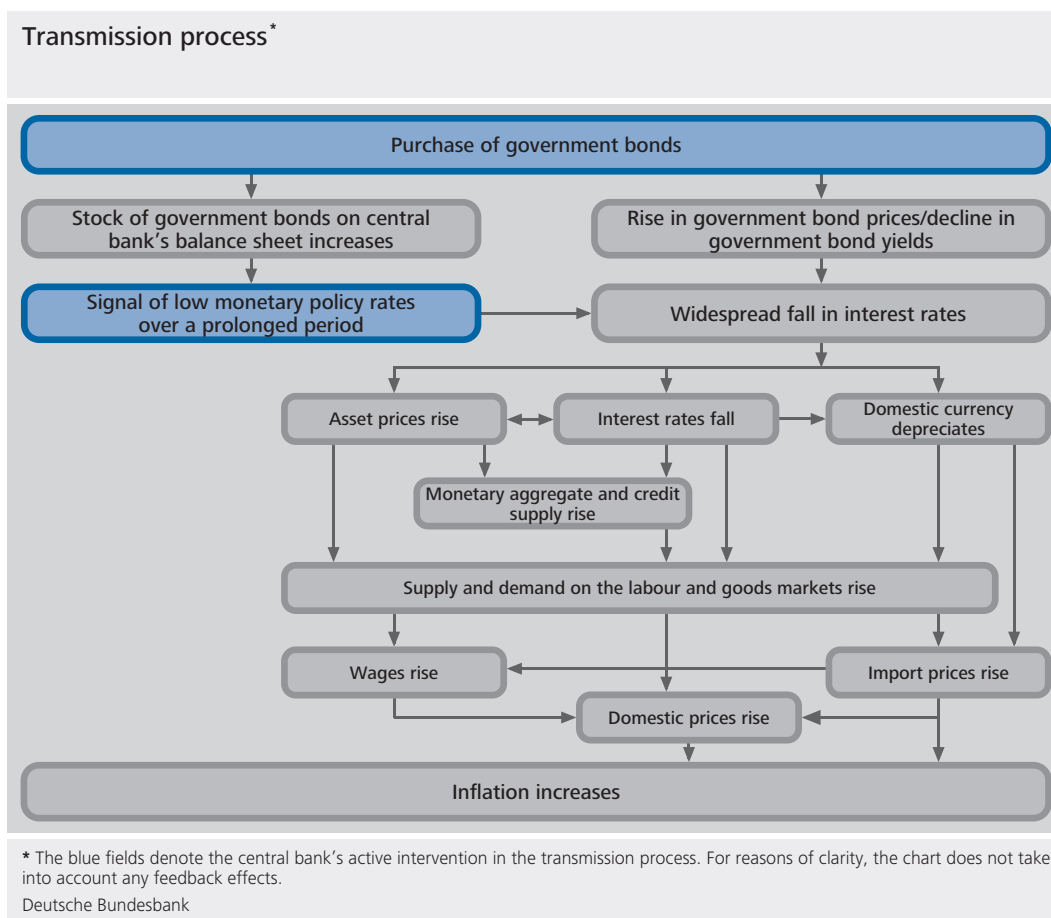 Transmission process*
Purchase of government bonds
Stock of government bonds on central
bank’s balance sheet increases
Rise in government bond prices/decline in
government bond yields
Signal of low monetary policy rates
over a prolonged period
Widespread fall in interest rates
Asset prices rise
Interest rates fall
Domestic currency
depreciates
Monetary aggregate and credit
supply rise
Supply and demand on the labour and goods markets rise
Wages rise
Import prices rise
Domestic prices rise
Inflation increases
* The blue fields denote the central bank’s active intervention in the transmission process. For reasons of clarity, the chart does not take
into account any feedback effects.
Deutsche Bundesbank